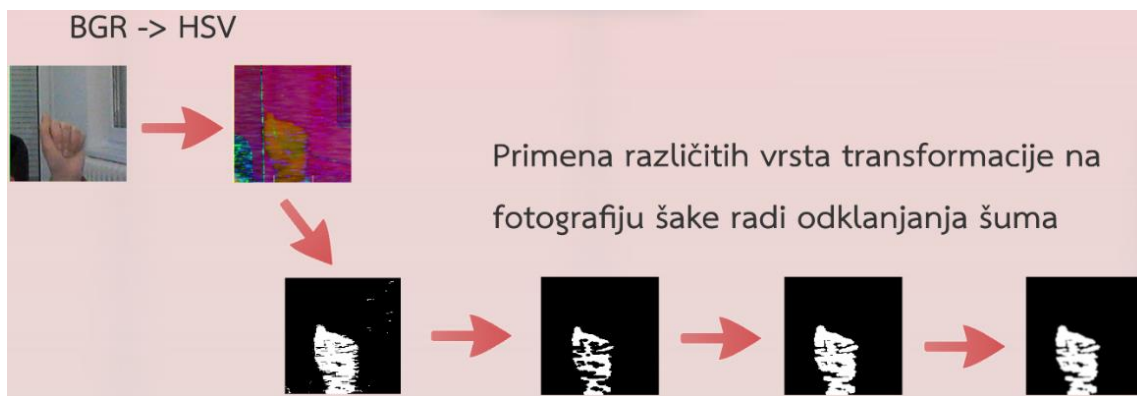 BGR -> HSV
Primena različitih vrsta transformacije na
fotografiju šake radi odklanjanja šuma